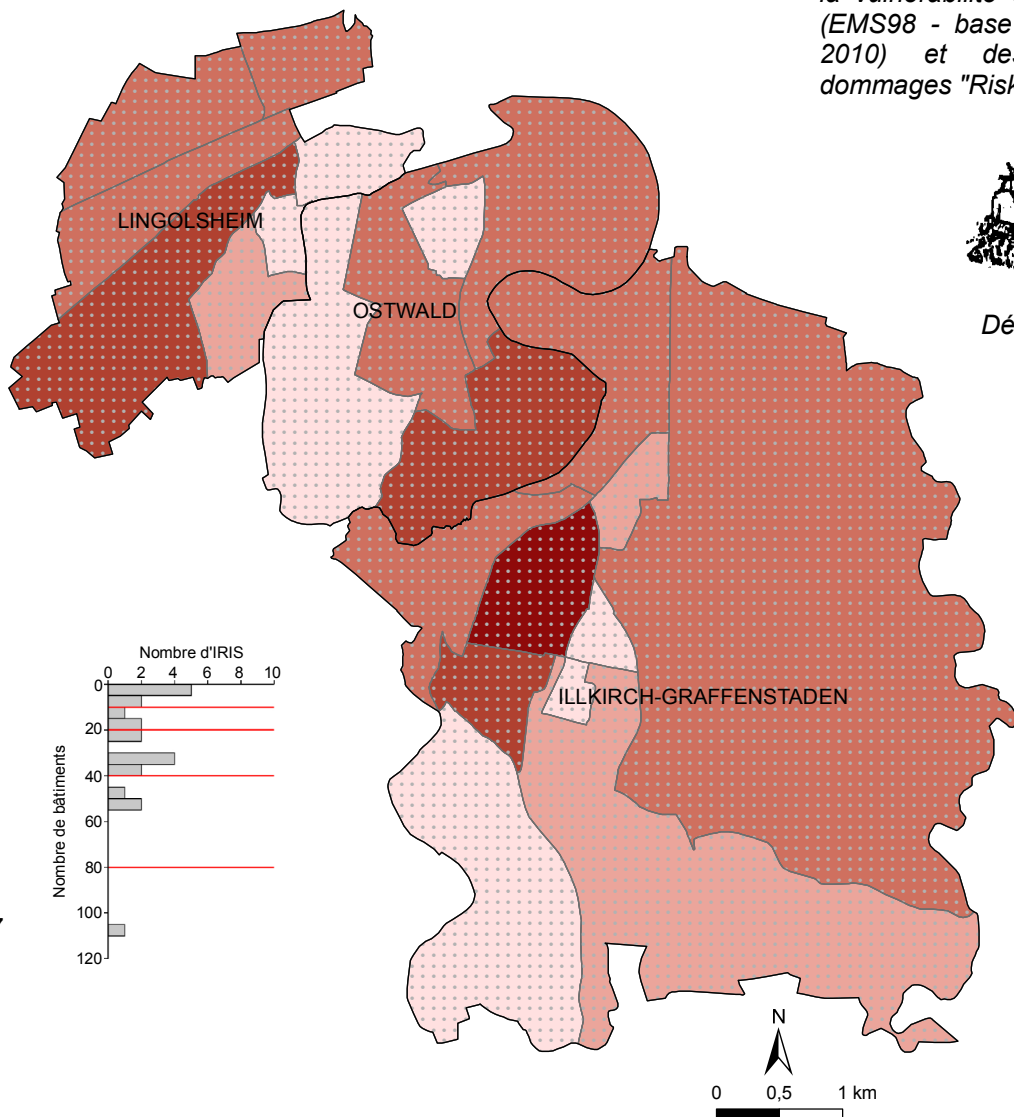 la vulnérabilité
(EMS98 - base
2010) et des
dommages "Risk
LINGOLSHEIM
OSTWALD
Dé
ILLKIRCH-GRAFFENSTADEN
Nombre d'IRIS
0 2 4 6 8 10
0
20
40
60
80
100
120
Nombre de bâtiments
N
0 0,5 1 km